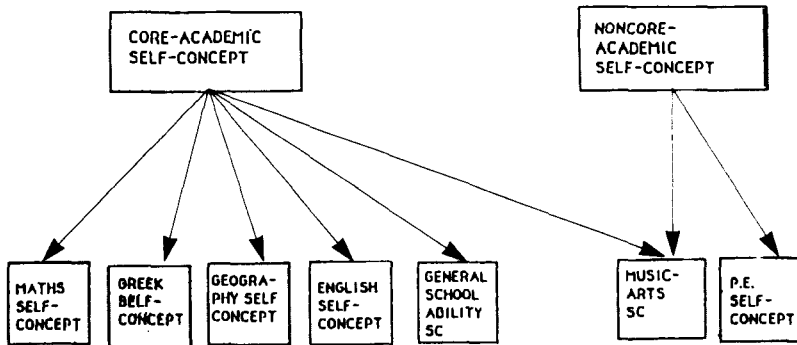 CORE-ACADEMIC
SELF-CONCEPT
NONCORE-
ACADEMIC
SELF-CONCEPT
MATHS
SELF-
CONCEPT
GREEK
SELF-
CONCEPT
GEOGRA-
PHY SELF
CONCEPT
ENGLISH
SELF-
CONCEPT
GENERAL
SCHOOL
ABILITY
SC
MUSIC-
ARTS
SC
P.E.
SELF-
CONCEPT